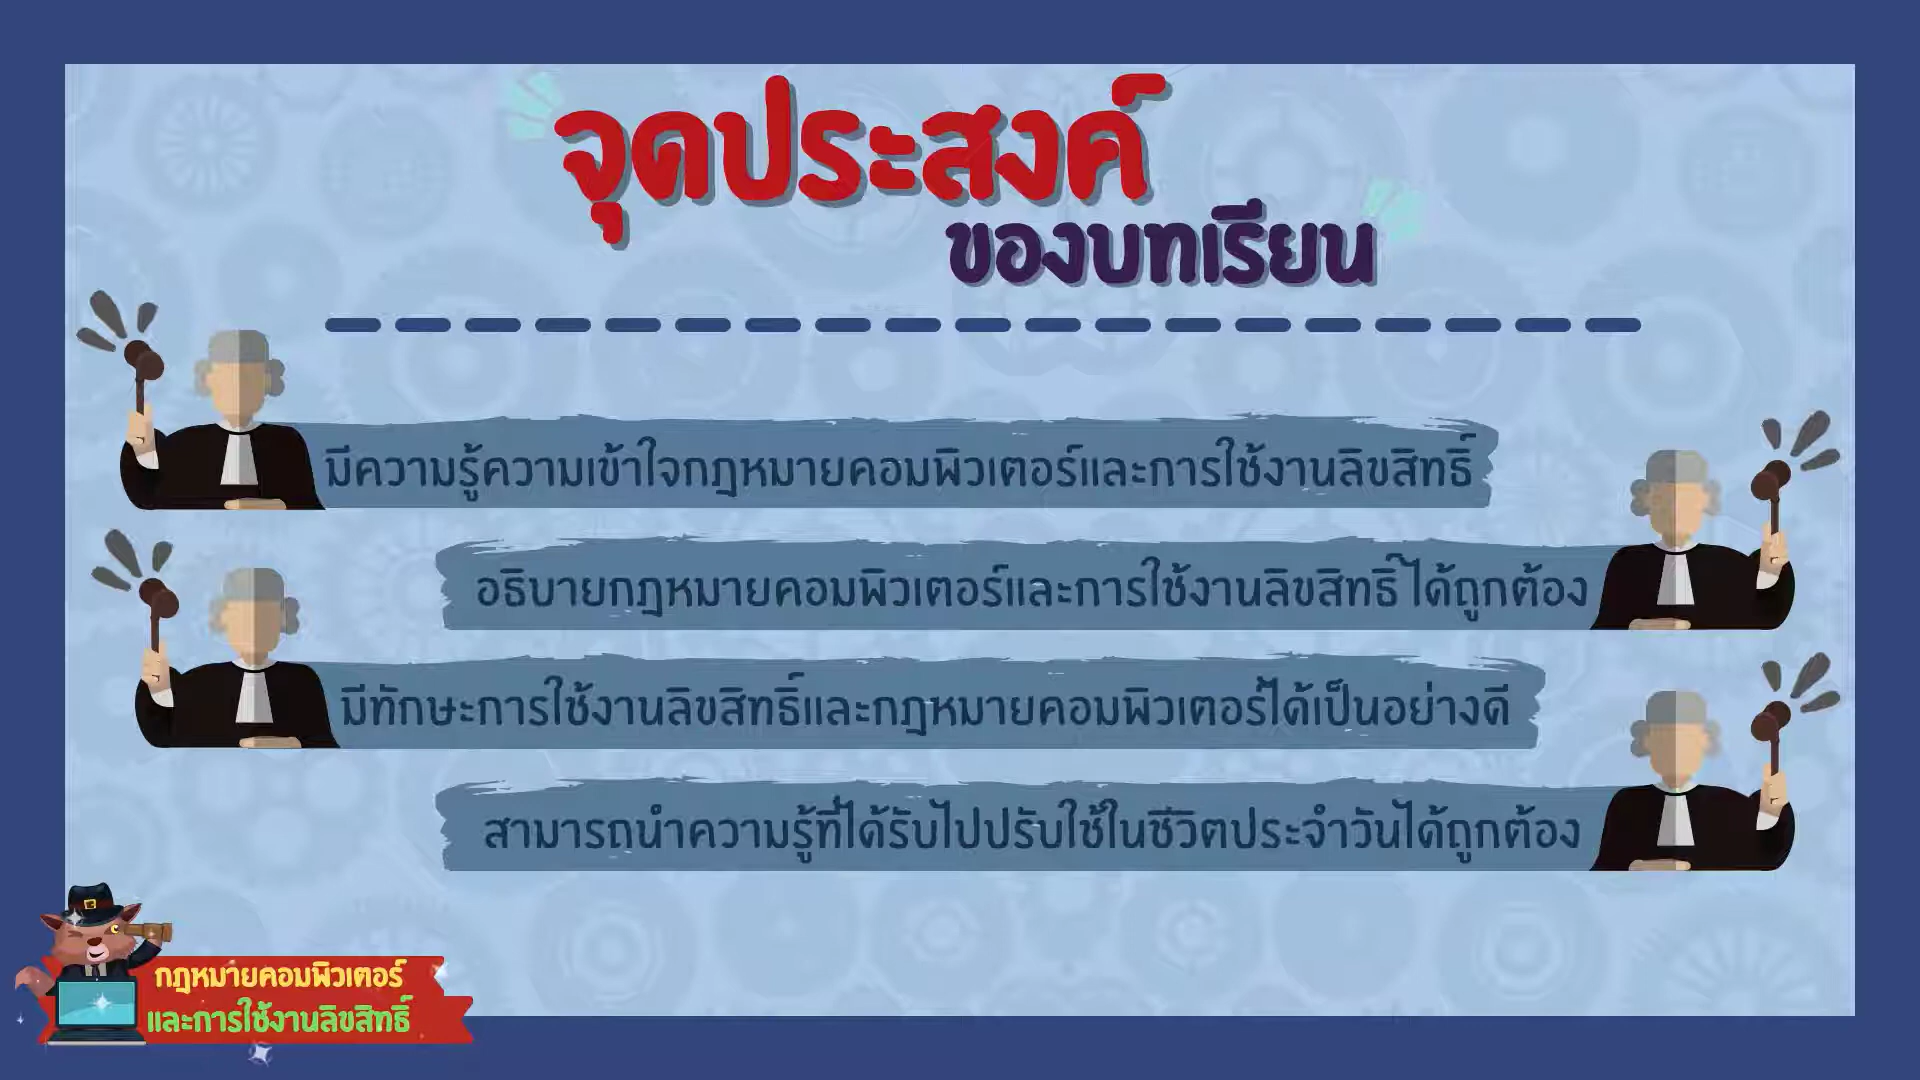 จุดประสงค์
ของบทเรียน
มีความรู้ความเข้าใจกฎหมายคอมพิวเตอร์และการใช้งานลิขสิทธิ์
อธิบายกฎหมายคอมพิวเตอร์และการใช้งานลิขสิทธิ์ ได้ถูกต้อง
มีทักษะการใช้งานลิขสิทธิ์และกฎหมายคอมพิวเตอร์ได้เป็นอย่างดี
สามารถนำความรู้ที่ได้รับไปปรับใช้ในชีวิตประจำวันได้ถูกต้อง
กฎหมายคอมพิวเตอร์
และการใช้งานลิขสิทธิ์